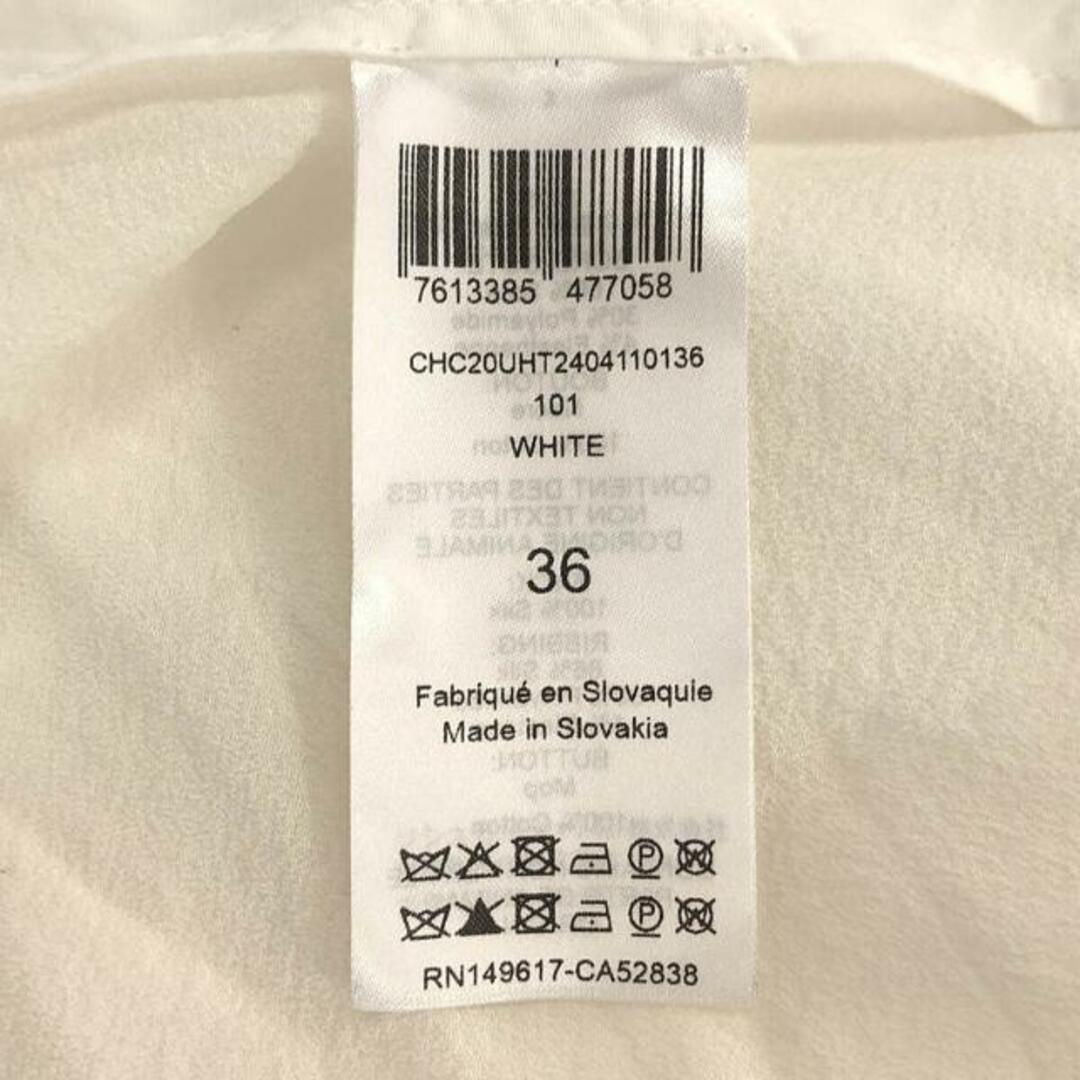 7613385 477058
CHC20UHT2404110136
101
WHITE
36
Fabriqué en Slovaquie
Made in Slovakia
RN149617-CA52838